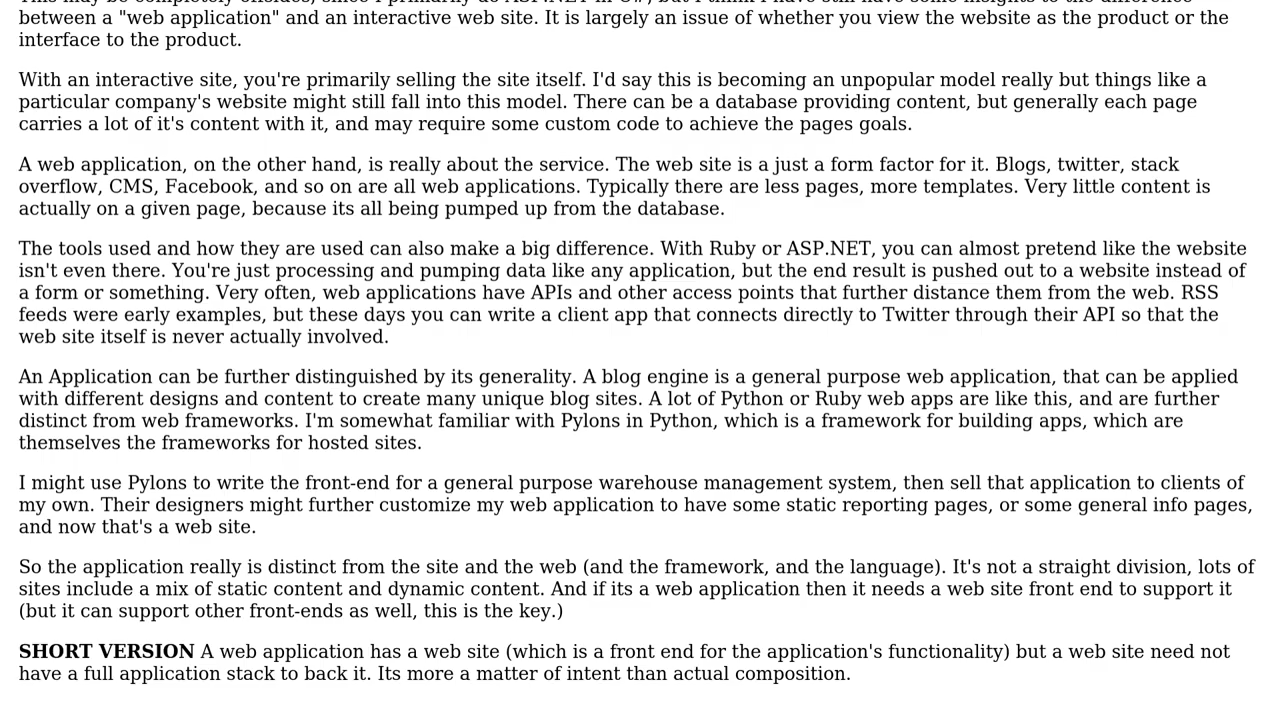 between a "web application" and an interactive web site. It is largely an issue of whether you view the website as the product or the
interface to the product.
With an interactive site, you're primarily selling the site itself. I'd say this is becoming an unpopular model really but things like a
particular company's website might still fall into this model. There can be a database providing content, but generally each page
carries a lot of it's content with it, and may require some custom code to achieve the pages goals.
A web application, on the other hand, is really about the service. The web site is a just a form factor for it. Blogs, twitter, stack
overflow, CMS, Facebook, and so on are all web applications. Typically there are less pages, more templates. Very little content is
actually on a given page, because its all being pumped up from the database.
The tools used and how they are used can also make a big difference. With Ruby or ASP.NET, you can almost pretend like the website
isn't even there. You're just processing and pumping data like any application, but the end result is pushed out to a website instead of
a form or something. Very often, web applications have APIs and other access points that further distance them from the web. RSS
feeds were early examples, but these days you can write a client app that connects directly to Twitter through their API so that the
web site itself is never actually involved.
An Application can be further distinguished by its generality. A blog engine is a general purpose web application, that can be applied
with different designs and content to create many unique blog sites. A lot of Python or Ruby web apps are like this, and are further
distinct from web frameworks. I'm somewhat familiar with Pylons in Python, which is a framework for building apps, which are
themselves the frameworks for hosted sites.
I might use Pylons to write the front-end for a general purpose warehouse management system, then sell that application to clients of
my own. Their designers might further customize my web application to have some static reporting pages, or some general info pages,
and now that's a web site.
So the application really is distinct from the site and the web (and the framework, and the language). It's not a straight division, lots of
sites include a mix of static content and dynamic content. And if its a web application then it needs a web site front end to support it
(but it can support other front-ends as well, this is the key.)
SHORT VERSION A web application has a web site (which is a front end for the application's functionality) but a web site need not
have a full application stack to back it. Its more a matter of intent than actual composition.